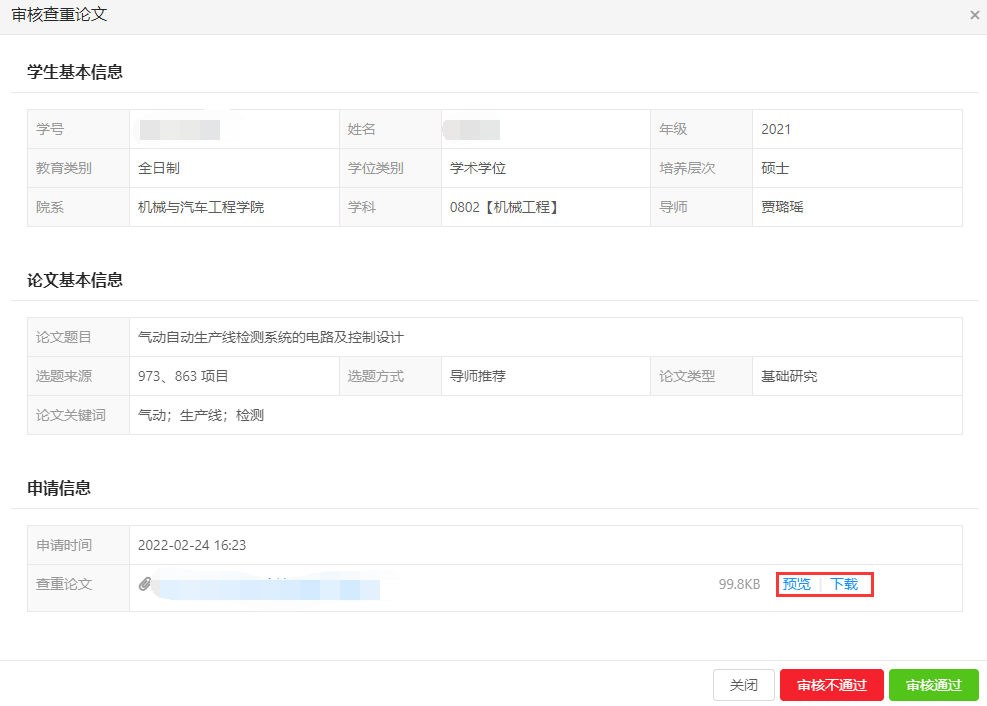 审核查重论文 ×
学生基本信息
学号 姓名 年级 2021
教育类别 全日制 学位类别 学术学位 培养层次 硕士
院系 机械与汽车工程学院 学科 0802【机械工程】 导师 贾璐瑶
论文基本信息
论文题目 气动自动生产线检测系统的电路及控制设计
选题来源 973、863 项目 选题方式 导师推荐 论文类型 基础研究
论文关键词 气动；生产线；检测
申请信息
申请时间 2022-02-24 16:23
查重论文 99.8KB 预览 下载
关闭 审核不通过 审核通过